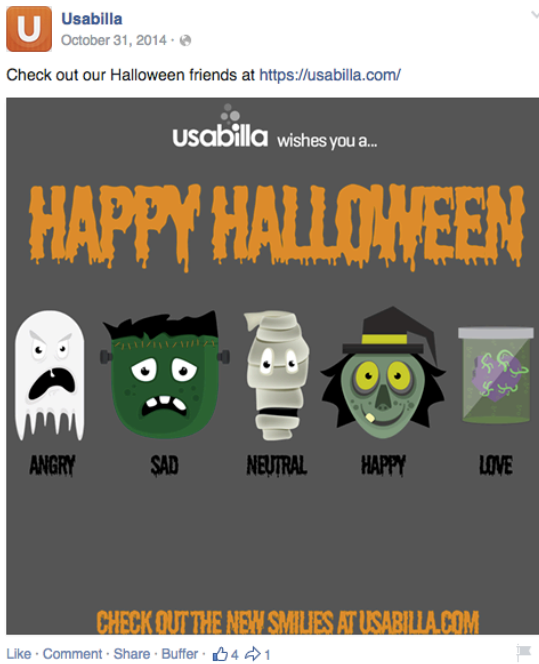 Usabilla
October 31, 2014 ·
Check out our Halloween friends at https://usabilla.com/
usabilla wishes you a...
HAPPY HALLOWEEN
ANGRY SAD NEUTRAL HAPPY LOVE
CHECK OUT THE NEW SMILIES AT USABILLA.COM
Like · Comment · Share · Buffer · 4 1